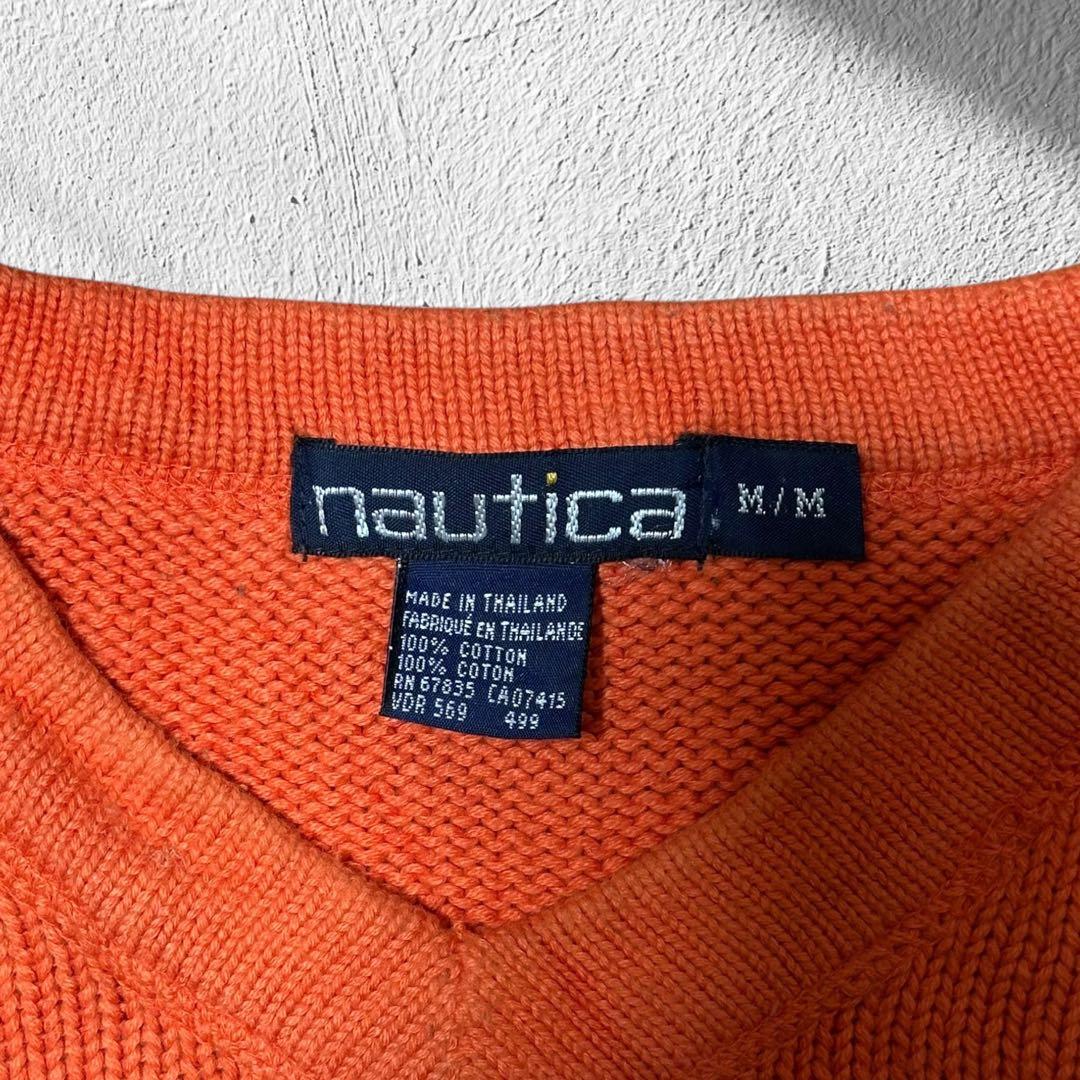 nautica
M/M
MADE IN THAILAND
FABRIQUÉ EN THAILANDE
100% COTTON
100% COTON
RN 67835 CA07415
VDR 569 499